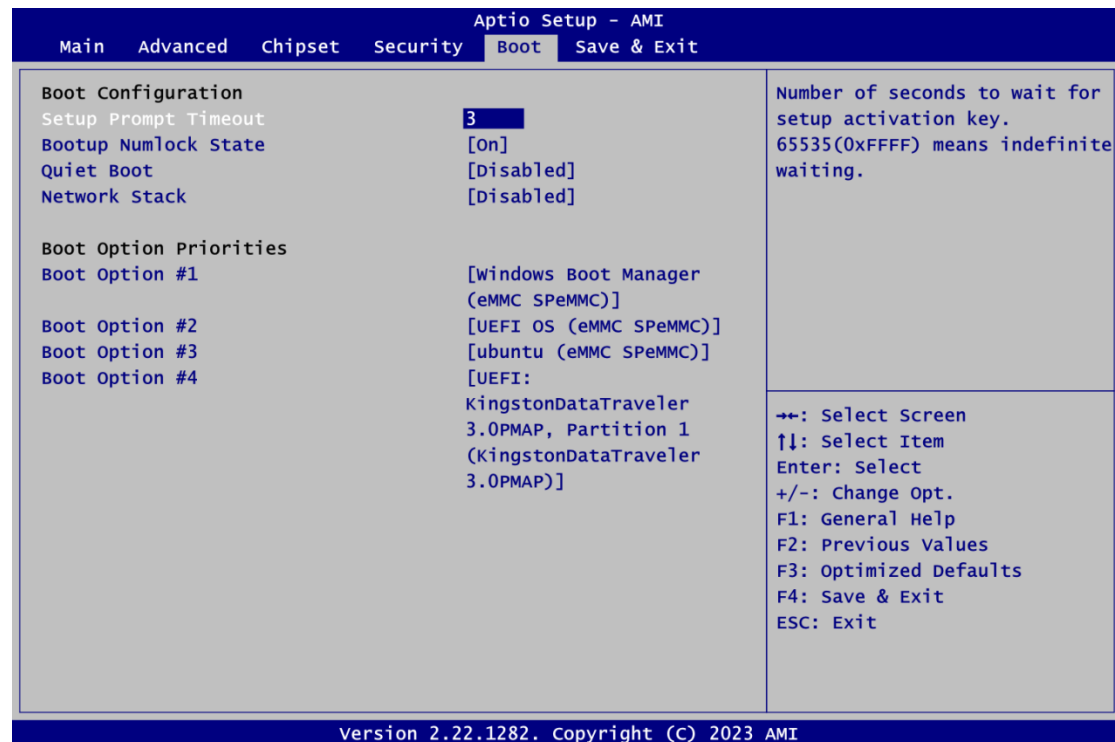 Aptio Setup - AMI
Main Advanced Chipset Security Boot Save & Exit
Boot Configuration
Setup Prompt Timeout 3
Bootup Numlock State [On]
Quiet Boot [Disabled]
Network Stack [Disabled]
Boot Option Priorities
Boot Option #1 [Windows Boot Manager
(eMMC SPeMMC)]
Boot Option #2 [UEFI OS (eMMC SPeMMC)]
Boot Option #3 [ubuntu (eMMC SPeMMC)]
Boot Option #4 [UEFI:
KingstonDataTraveler
3.0PMAP, Partition 1
(KingstonDataTraveler
3.0PMAP)]
Number of seconds to wait for
setup activation key.
65535(0xFFFF) means indefinite
waiting.
→←: Select Screen
↑↓: Select Item
Enter: Select
+/-: Change Opt.
F1: General Help
F2: Previous Values
F3: Optimized Defaults
F4: Save & Exit
ESC: Exit
Version 2.22.1282. Copyright (C) 2023 AMI